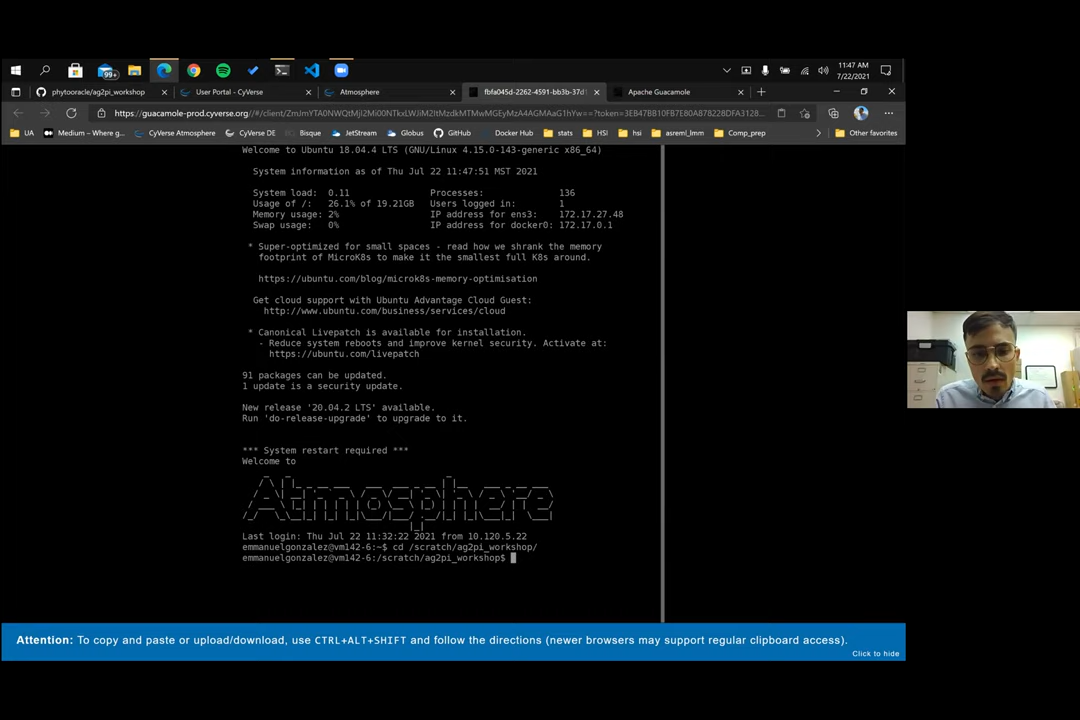 11:47 AM
7/22/2021
99+
phytooracle/ag2pi_workshop
User Portal - CyVerse
Atmosphere
fbfa045d-2262-4591-bb3b-37d1
Apache Guacamole
UA
Medium – Where g...
CyVerse Atmosphere
CyVerse DE
Bisque
JetStream
Globus
GitHub
Docker Hub
stats
HSI
hsi
asreml_lmm
Comp_prep
Other favorites
Welcome to Ubuntu 18.04.4 LTS (GNU/Linux 4.15.0-143-generic x86_64)
System information as of Thu Jul 22 11:47:51 MST 2021
System load: 0.11 Processes: 136
Usage of /: 26.1% of 19.21GB Users logged in: 1
Memory usage: 2% IP address for ens3: 172.17.27.48
Swap usage: 0% IP address for docker0: 172.17.0.1
* Super-optimized for small spaces - read how we shrank the memory
footprint of MicroK8s to make it the smallest full K8s around.
https://ubuntu.com/blog/microk8s-memory-optimisation
Get cloud support with Ubuntu Advantage Cloud Guest:
http://www.ubuntu.com/business/services/cloud
* Canonical Livepatch is available for installation.
- Reduce system reboots and improve kernel security. Activate at:
https://ubuntu.com/livepatch
91 packages can be updated.
1 update is a security update.
New release '20.04.2 LTS' available.
Run 'do-release-upgrade' to upgrade to it.
*** System restart required ***
Welcome to
Atmosphere
Last login: Thu Jul 22 11:32:22 2021 from 10.120.5.22
emmanuelgonzalez@vm142-6:~$ cd /scratch/ag2pi_workshop/
emmanuelgonzalez@vm142-6:/scratch/ag2pi_workshop$
Attention: To copy and paste or upload/download, use CTRL+ALT+SHIFT and follow the directions (newer browsers may support regular clipboard access).
Click to hide